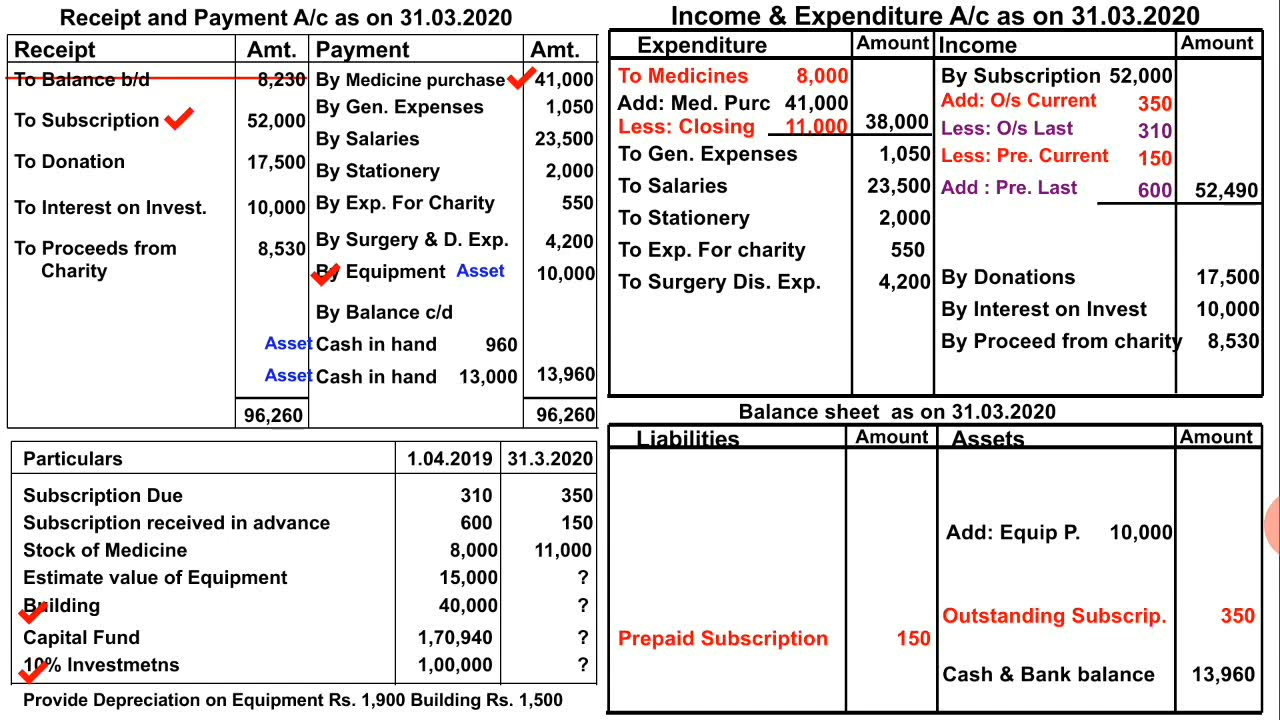 Receipt and Payment A/c as on 31.03.2020
Receipt Amt. Payment Amt.
To Balance b/d 8,230 By Medicine purchase 41,000
By Gen. Expenses 1,050
To Subscription 52,000
By Salaries 23,500
To Donation 17,500
By Stationery 2,000
To Interest on Invest. 10,000 By Exp. For Charity 550
To Proceeds from 8,530 By Surgery & D. Exp. 4,200
Charity By Equipment Asset 10,000
By Balance c/d
Asset Cash in hand 960
Asset Cash in hand 13,000 13,960
96,260 96,260
Particulars 1.04.2019 31.3.2020
Subscription Due 310 350
Subscription received in advance 600 150
Stock of Medicine 8,000 11,000
Estimate value of Equipment 15,000 ?
Building 40,000 ?
Capital Fund 1,70,940 ?
10% Investmetns 1,00,000 ?
Provide Depreciation on Equipment Rs. 1,900 Building Rs. 1,500
Income & Expenditure A/c as on 31.03.2020
Expenditure Amount Income Amount
To Medicines 8,000 By Subscription 52,000
Add: Med. Purc 41,000 Add: O/s Current 350
Less: Closing 11,000 38,000 Less: O/s Last 310
To Gen. Expenses 1,050 Less: Pre. Current 150
To Salaries 23,500 Add : Pre. Last 600 52,490
To Stationery 2,000
To Exp. For charity 550
To Surgery Dis. Exp. 4,200 By Donations 17,500
By Interest on Invest 10,000
By Proceed from charity 8,530
Balance sheet as on 31.03.2020
Liabilities Amount Assets Amount
Add: Equip P. 10,000
Outstanding Subscrip. 350
Prepaid Subscription 150
Cash & Bank balance 13,960